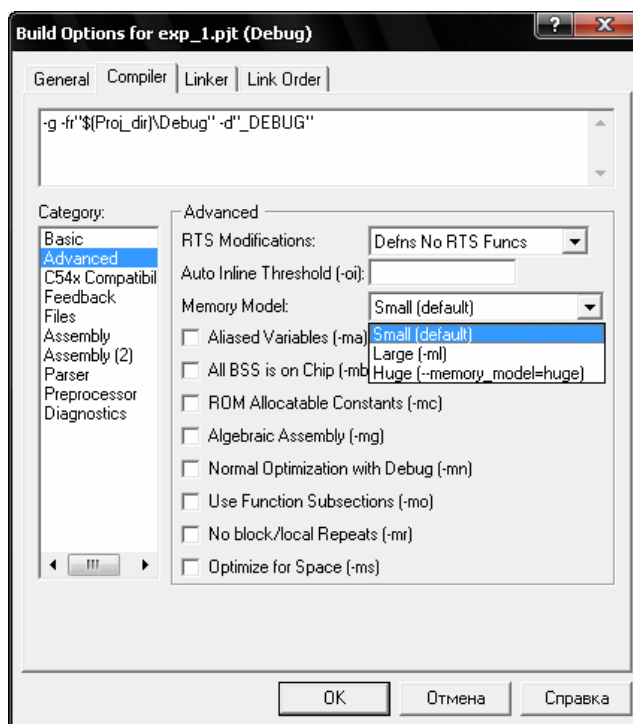 Build Options for exp_1.pjt (Debug)
General Compiler Linker Link Order
-g -fr"$(Proj_dir)\Debug" -d"_DEBUG"
Category:
Basic
Advanced
C54x Compatibil
Feedback
Files
Assembly
Assembly (2)
Parser
Preprocessor
Diagnostics
Advanced
RTS Modifications: Defns No RTS Funcs
Auto Inline Threshold (-oi):
Memory Model: Small (default)
Small (default)
Large (-ml)
Huge (--memory_model=huge)
Aliased Variables (-ma)
All BSS is on Chip (-mb
ROM Allocatable Constants (-mc)
Algebraic Assembly (-mg)
Normal Optimization with Debug (-mn)
Use Function Subsections (-mo)
No block/local Repeats (-mr)
Optimize for Space (-ms)
OK Отмена Справка